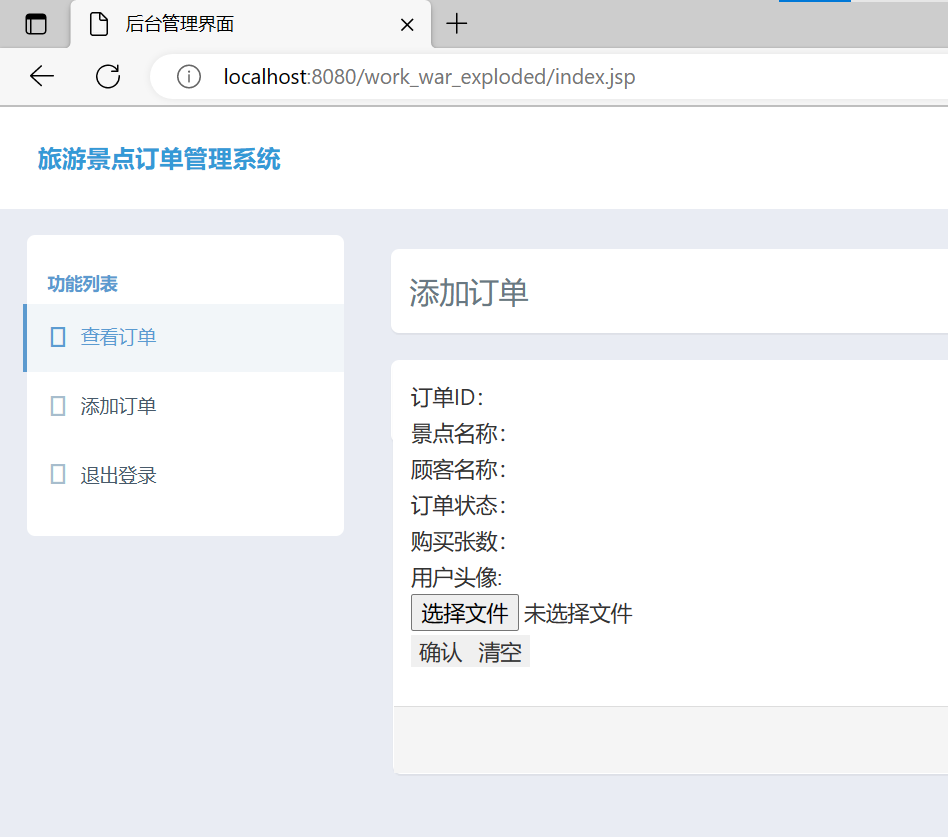 后台管理界面
localhost:8080/work_war_exploded/index.jsp
旅游景点订单管理系统
功能列表
查看订单
添加订单
退出登录
添加订单
订单ID：
景点名称：
顾客名称：
订单状态：
购买张数：
用户头像:
选择文件 未选择文件
确认 清空